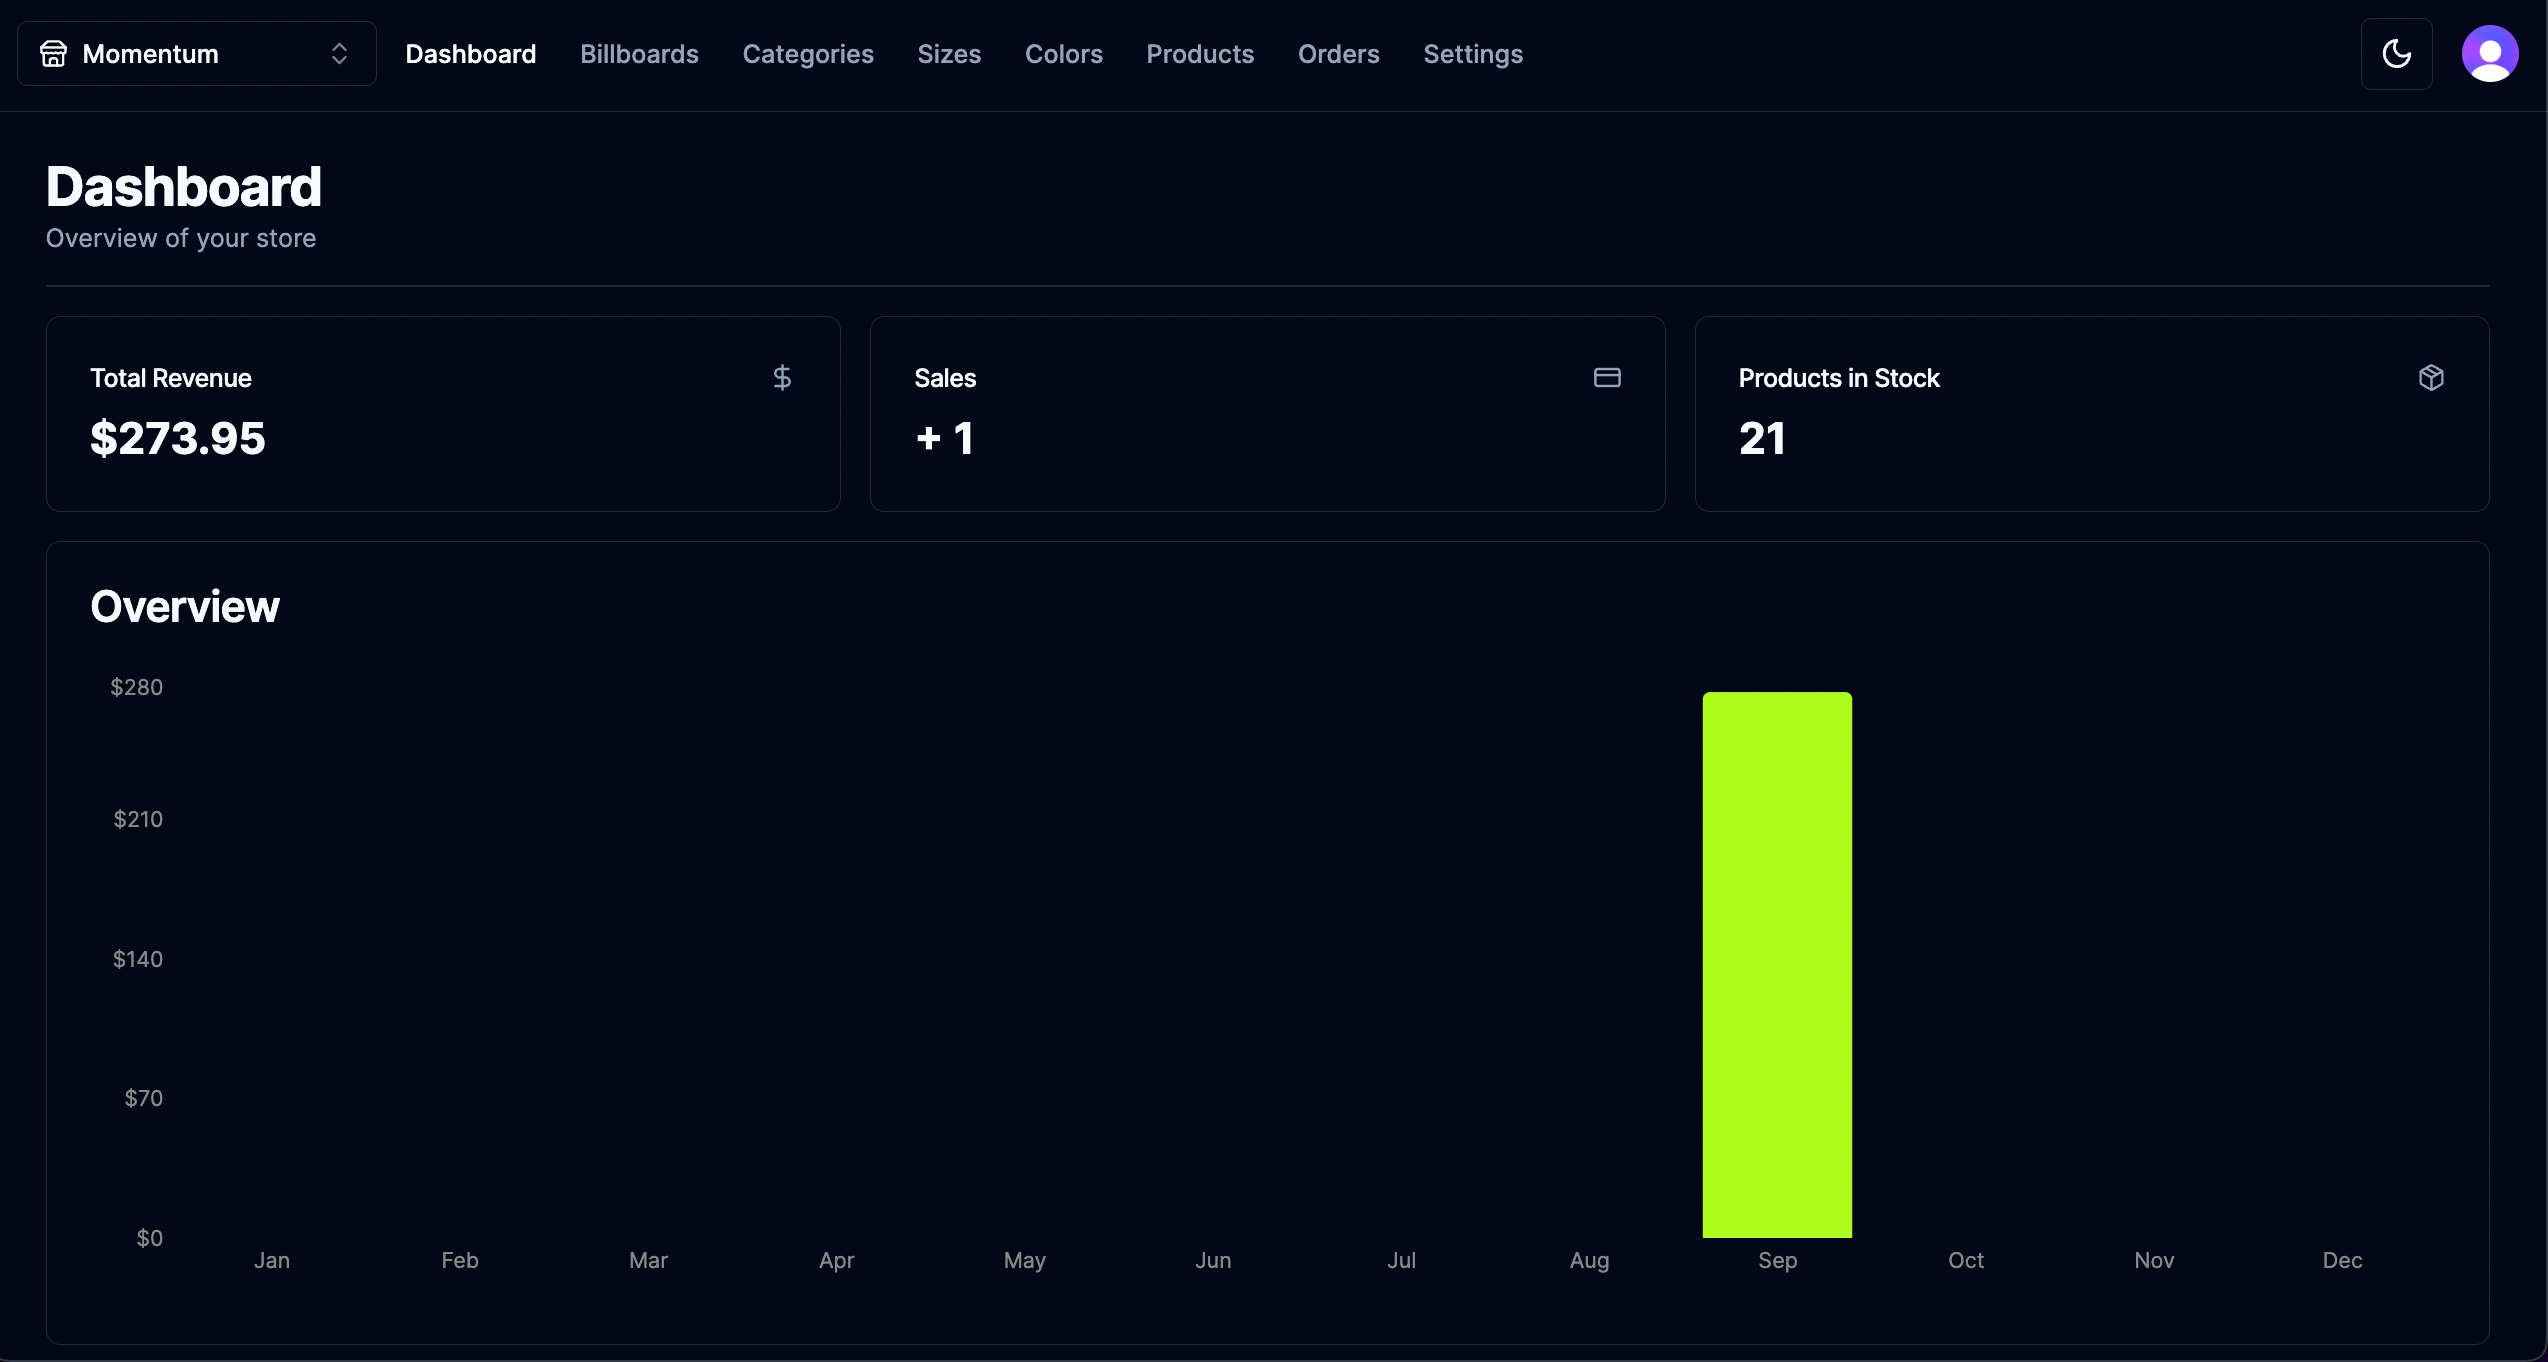 Momentum Dashboard Billboards Categories Sizes Colors Products Orders Settings
Dashboard
Overview of your store
Total Revenue
$273.95
Sales
+ 1
Products in Stock
21
Overview
$280
$210
$140
$70
$0
Jan Feb Mar Apr May Jun Jul Aug Sep Oct Nov Dec